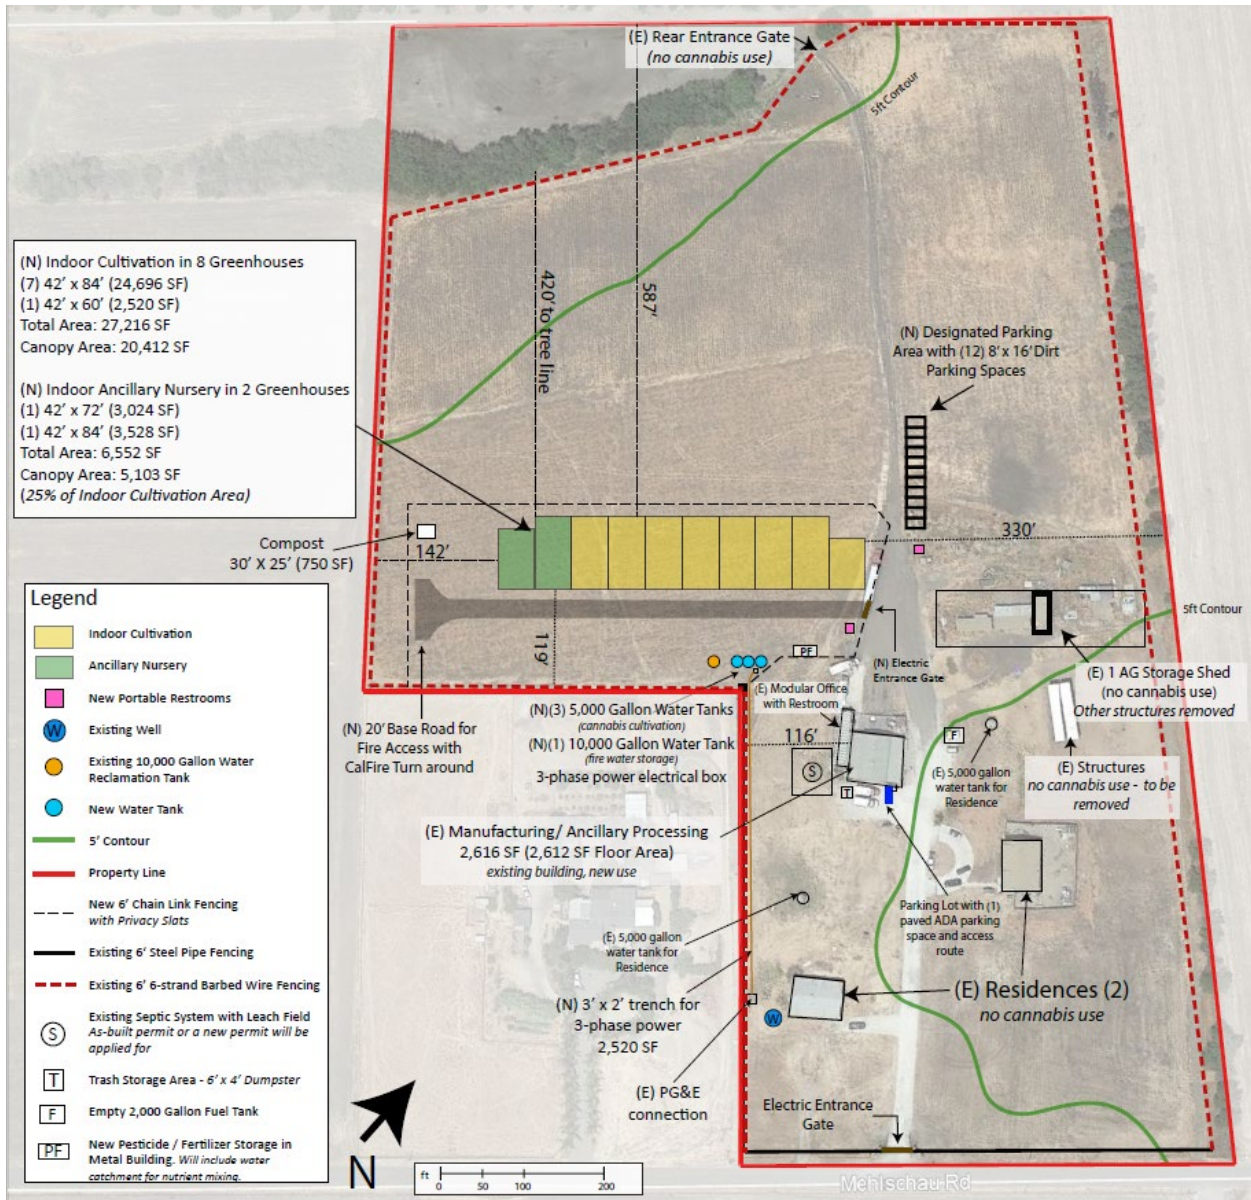 (E) Rear Entrance Gate
(no cannabis use)
5ft Contour
(N) Indoor Cultivation in 8 Greenhouses
(7) 42’ x 84’ (24,696 SF)
(1) 42’ x 60’ (2,520 SF)
Total Area: 27,216 SF
Canopy Area: 20,412 SF
(N) Indoor Ancillary Nursery in 2 Greenhouses
(1) 42’ x 72’ (3,024 SF)
(1) 42’ x 84’ (3,528 SF)
Total Area: 6,552 SF
Canopy Area: 5,103 SF
(25% of Indoor Cultivation Area)
420’ to tree line
587’
(N) Designated Parking
Area with (12) 8’ x 16’ Dirt
Parking Spaces
Compost
30’ X 25’ (750 SF)
142’
330’
119’
5ft Contour
Legend
Indoor Cultivation
Ancillary Nursery
New Portable Restrooms
W
Existing Well
Existing 10,000 Gallon Water
Reclamation Tank
New Water Tank
5’ Contour
Property Line
New 6’ Chain Link Fencing
with Privacy Slats
Existing 6’ Steel Pipe Fencing
Existing 6’ 6-strand Barbed Wire Fencing
S
Existing Septic System with Leach Field
As-built permit or a new permit will be
applied for
T
Trash Storage Area - 6’ x 4’ Dumpster
F
Empty 2,000 Gallon Fuel Tank
PF
New Pesticide / Fertilizer Storage in
Metal Building. Will include water
catchment for nutrient mixing.
(N) 20’ Base Road for
Fire Access with
CalFire Turn around
PF
(N) Electric
Entrance Gate
(E) 1 AG Storage Shed
(no cannabis use)
Other structures removed
(E) Modular Office
with Restroom
(N)(3) 5,000 Gallon Water Tanks
(cannabis cultivation)
(N)(1) 10,000 Gallon Water Tank
(fire water storage)
3-phase power electrical box
116’
S
T
F
(E) 5,000 gallon
water tank for
Residence
(E) Structures
no cannabis use - to be
removed
(E) Manufacturing/ Ancillary Processing
2,616 SF (2,612 SF Floor Area)
existing building, new use
Parking Lot with (1)
paved ADA parking
space and access
route
(E) 5,000 gallon
water tank for
Residence
(E) Residences (2)
no cannabis use
(N) 3’ x 2’ trench for
3-phase power
2,520 SF
W
(E) PG&E
connection
Electric Entrance
Gate
N
ft
0 50 100 200
Mehlschau Rd